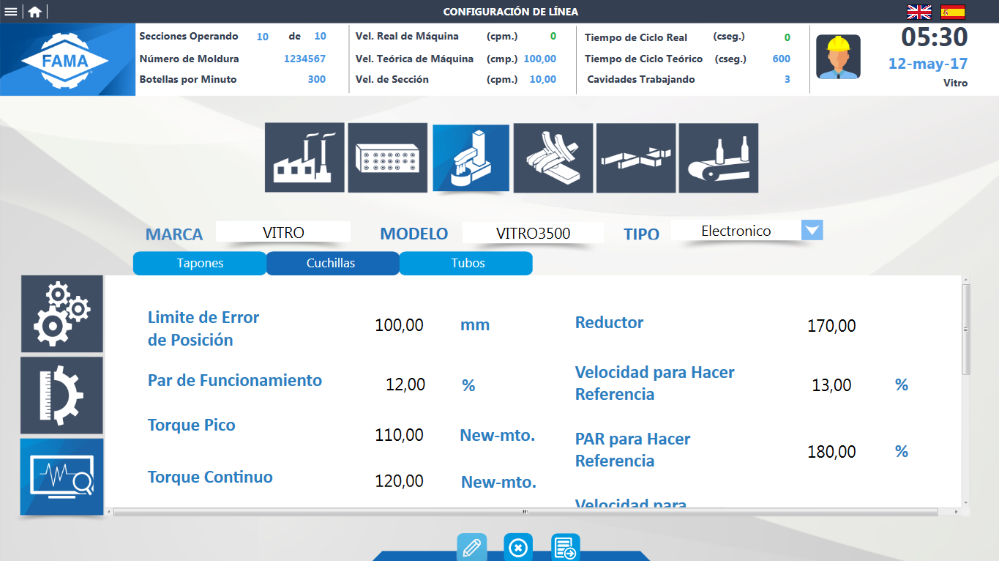 CONFIGURACIÓN DE LÍNEA
FAMA
Secciones Operando 10 de 10
Número de Moldura 1234567
Botellas por Minuto 300
Vel. Real de Máquina (cpm.) 0
Vel. Teórica de Máquina (cmp.) 100,00
Vel. de Sección (cpm.) 10,00
Tiempo de Ciclo Real (cseg.) 0
Tiempo de Ciclo Teórico (cseg.) 600
Cavidades Trabajando 3
05:30
12-may-17
Vitro
MARCA VITRO MODELO VITRO3500 TIPO Electronico
Tapones Cuchillas Tubos
Limite de Error
de Posición 100,00 mm
Par de Funcionamiento 12,00 %
Torque Pico 110,00 New-mto.
Torque Continuo 120,00 New-mto.
Reductor 170,00
Velocidad para Hacer
Referencia 13,00 %
PAR para Hacer
Referencia 180,00 %
Velocidad para